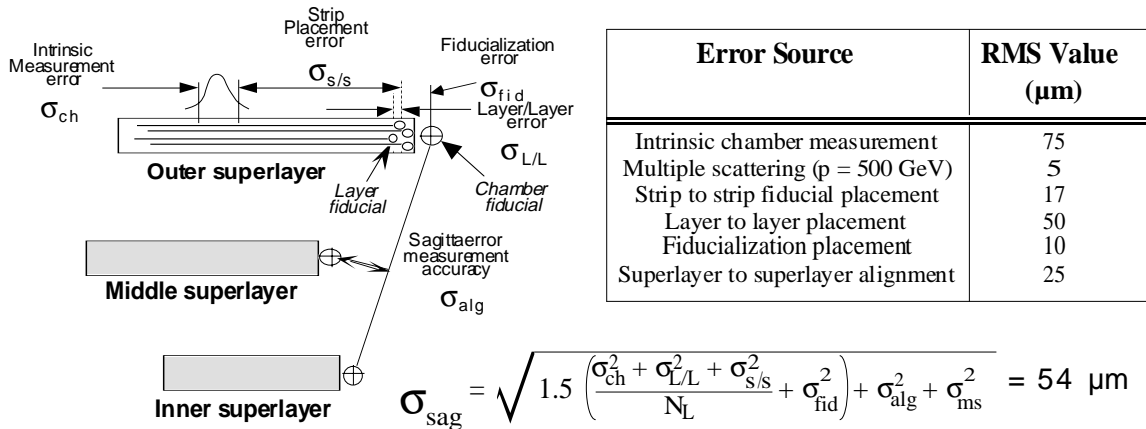 Intrinsic
Measurement
error
σch
Strip
Placement
error
σs/s
Fiducialization
error
σfid
Layer/Layer
error
σL/L
Outer superlayer
Layer
fiducial
Chamber
fiducial
Sagittaerror
measurement
accuracy
σalg
Middle superlayer
Inner superlayer
Error Source RMS Value
(µm)
Intrinsic chamber measurement 75
Multiple scattering (p = 500 GeV) 5
Strip to strip fiducial placement 17
Layer to layer placement 50
Fiducialization placement 10
Superlayer to superlayer alignment 25
σsag = √(1.5 ((σ²ch + σ²L/L + σ²s/s)/NL + σ²fid) + σ²alg + σ²ms) = 54 µm